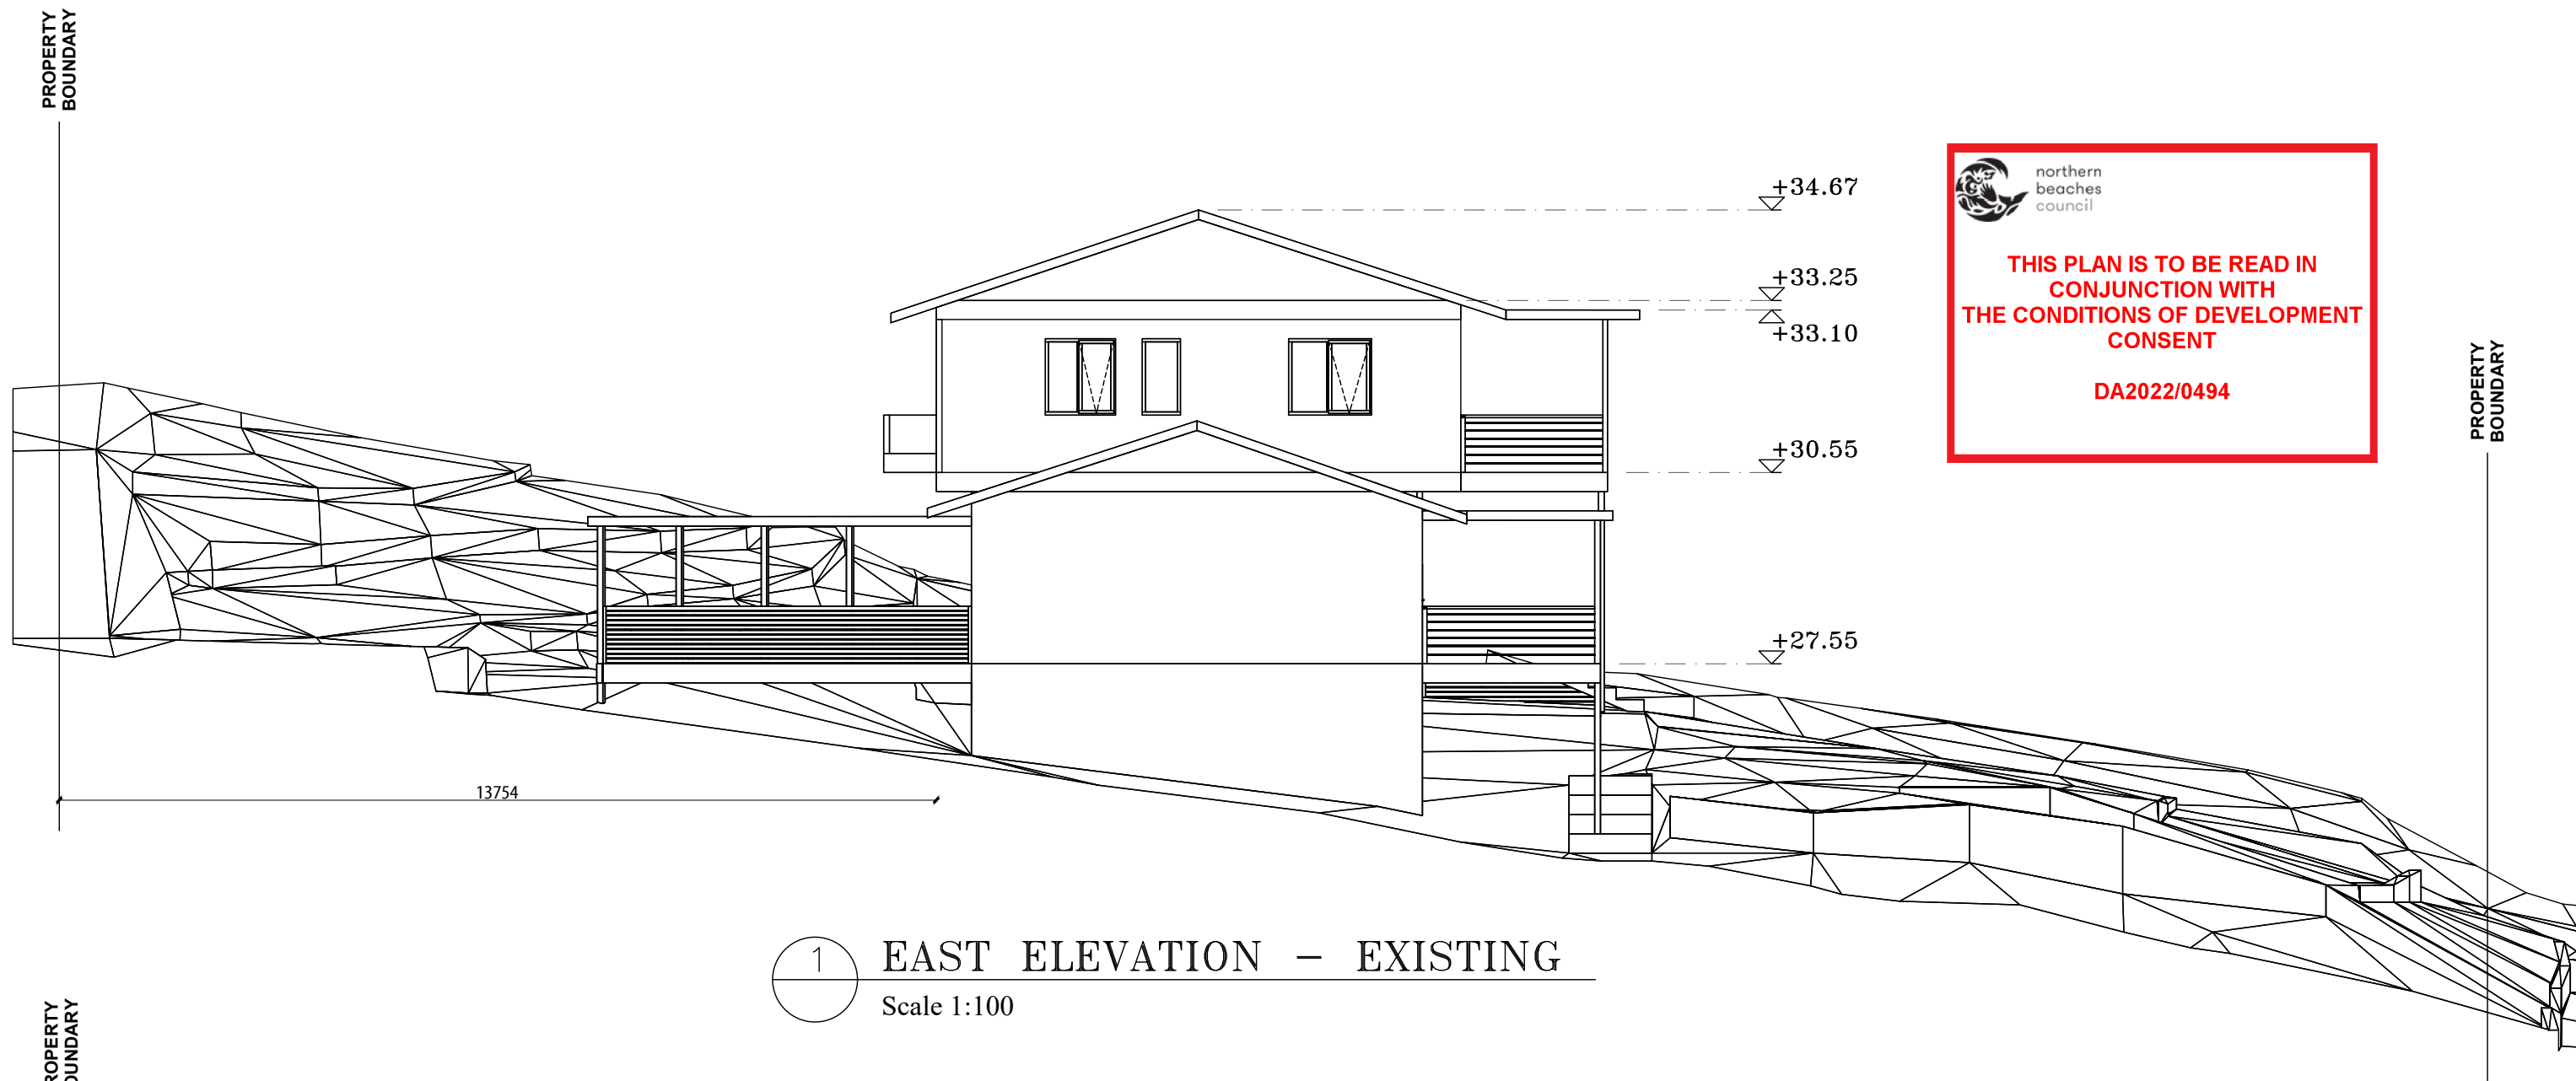 PROPERTY
BOUNDARY
+34.67
+33.25
+33.10
+30.55
+27.55
northern
beaches
council
THIS PLAN IS TO BE READ IN
CONJUNCTION WITH
THE CONDITIONS OF DEVELOPMENT
CONSENT
DA2022/0494
PROPERTY
BOUNDARY
13754
1
EAST ELEVATION – EXISTING
Scale 1:100
ROPERTY
OUNDARY